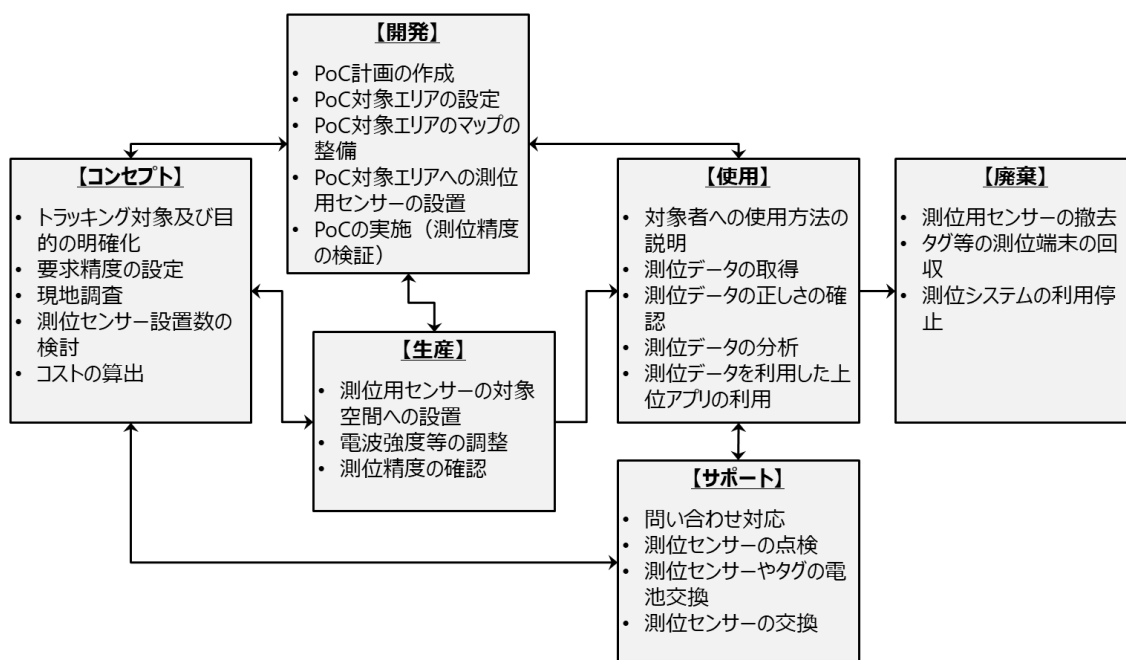 【開発】
• PoC計画の作成
• PoC対象エリアの設定
• PoC対象エリアのマップの
整備
• PoC対象エリアへの測位
用センサーの設置
• PoCの実施（測位精度
の検証）
【コンセプト】
• トラッキング対象及び目
的の明確化
• 要求精度の設定
• 現地調査
• 測位センサー設置数の
検討
• コストの算出
【生産】
• 測位用センサーの対象
空間への設置
• 電波強度等の調整
• 測位精度の確認
【使用】
• 対象者への使用方法の
説明
• 測位データの取得
• 測位データの正しさの確
認
• 測位データの分析
• 測位データを利用した上
位アプリの利用
【廃棄】
• 測位用センサーの撤去
• タグ等の測位端末の回
収
• 測位システムの利用停
止
【サポート】
• 問い合わせ対応
• 測位センサーの点検
• 測位センサーやタグの電
池交換
• 測位センサーの交換